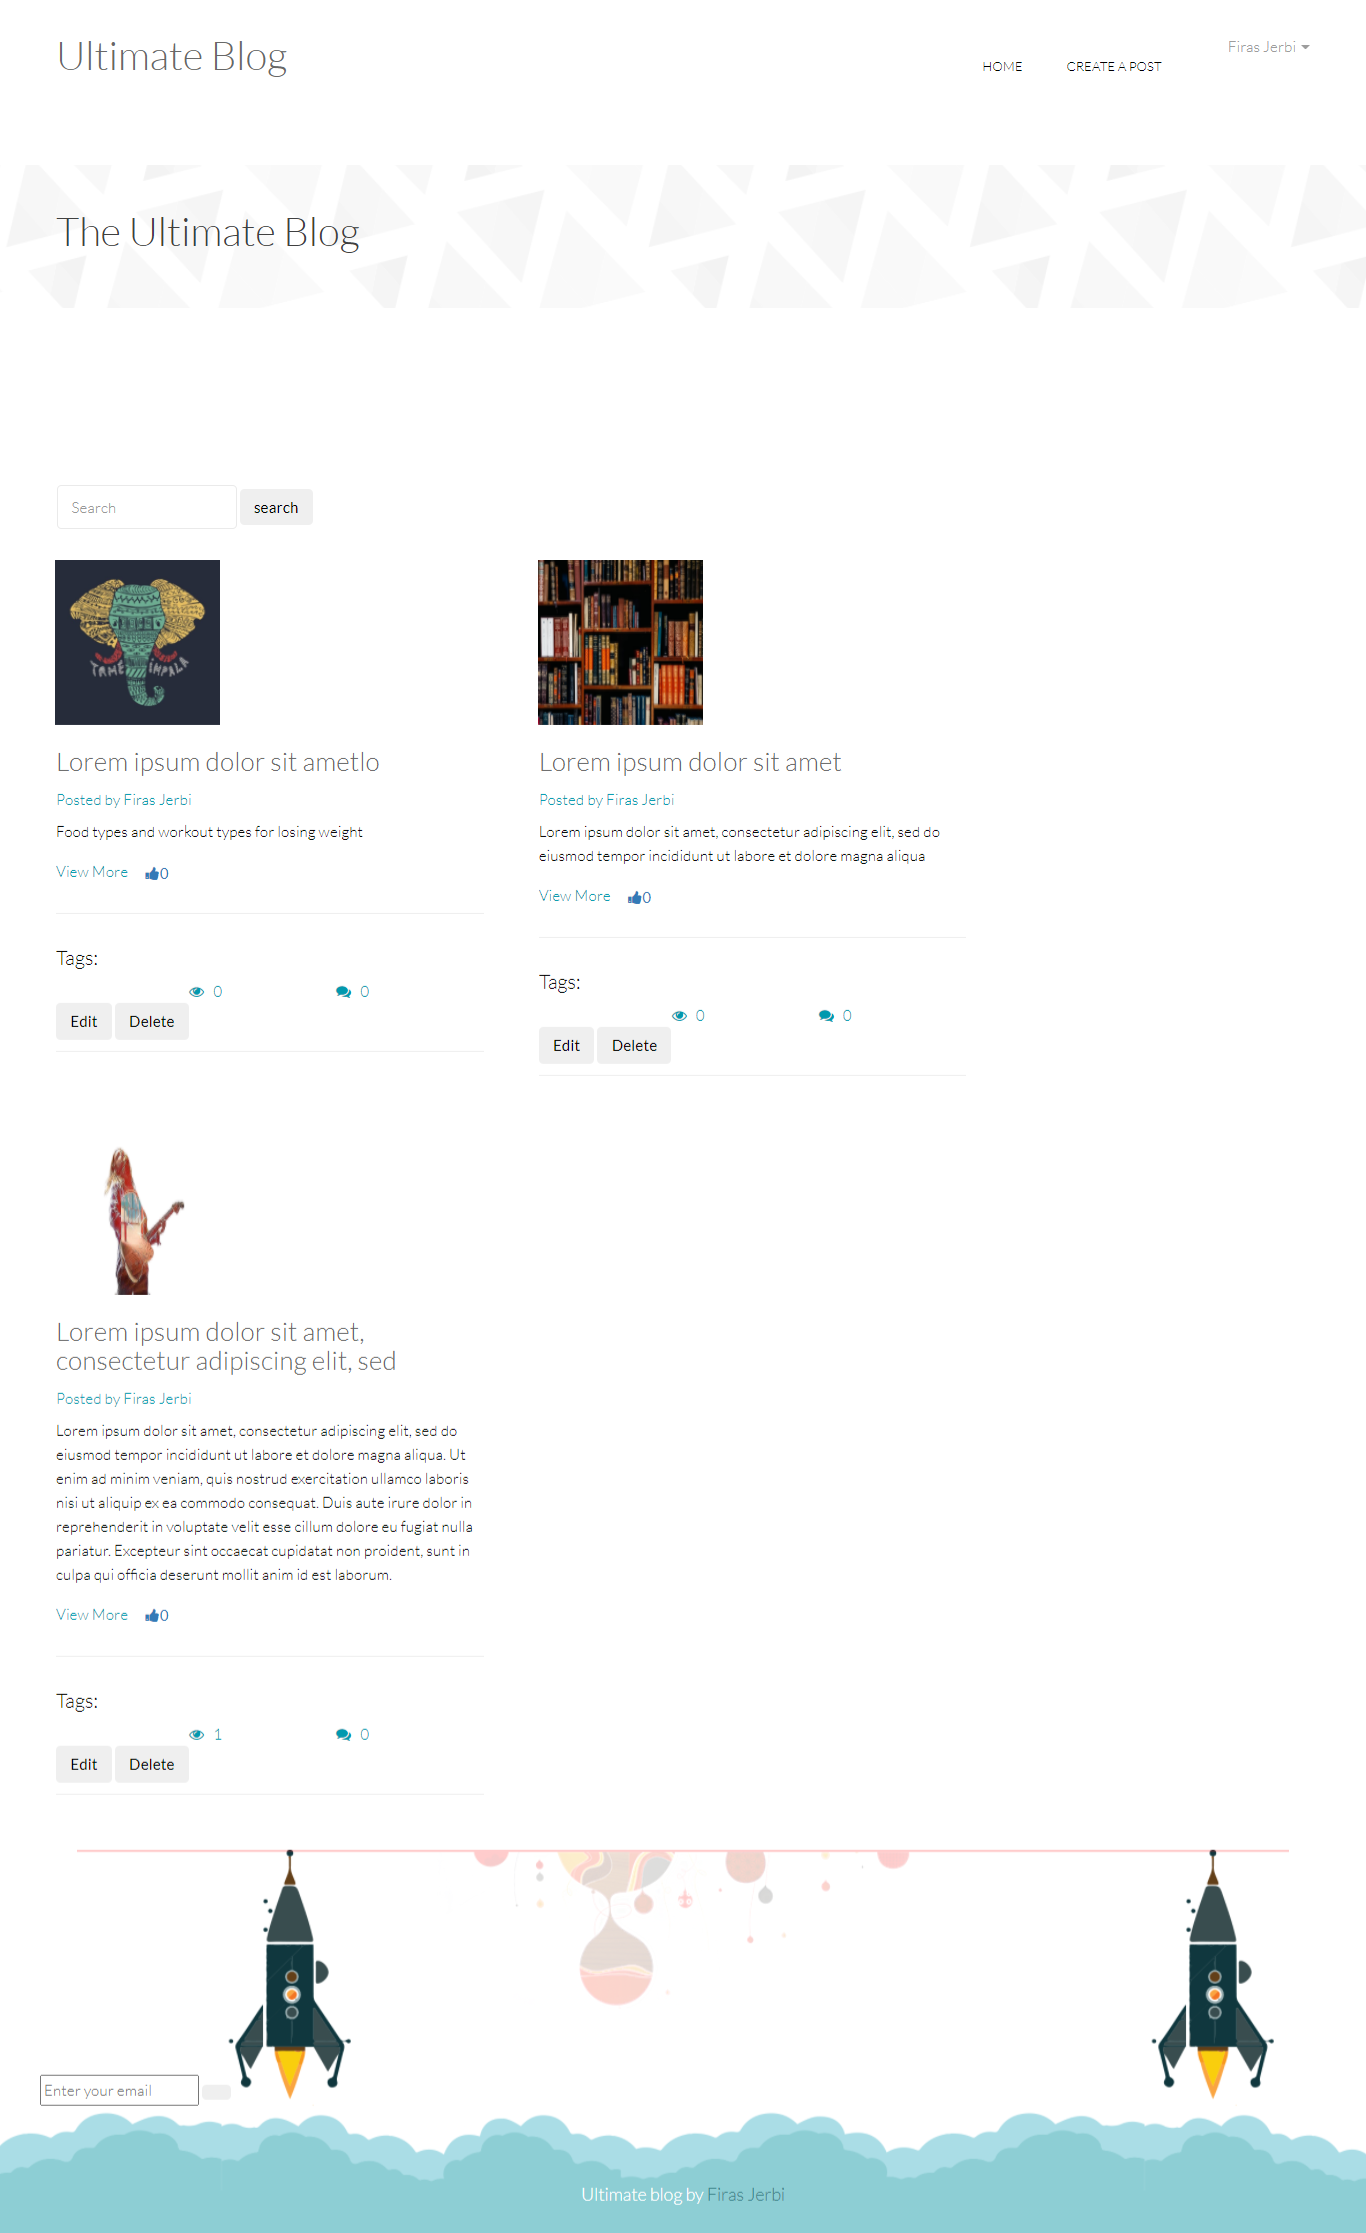 Ultimate Blog
HOME
CREATE A POST
Firas Jerbi
The Ultimate Blog
Search
search
TAME IMPALA
Lorem ipsum dolor sit ametlo
Posted by Firas Jerbi
Food types and workout types for losing weight
View More
0
Tags:
0
0
Edit
Delete
Lorem ipsum dolor sit amet
Posted by Firas Jerbi
Lorem ipsum dolor sit amet, consectetur adipiscing elit, sed do
eiusmod tempor incididunt ut labore et dolore magna aliqua
View More
0
Tags:
0
0
Edit
Delete
Lorem ipsum dolor sit amet,
consectetur adipiscing elit, sed
Posted by Firas Jerbi
Lorem ipsum dolor sit amet, consectetur adipiscing elit, sed do
eiusmod tempor incididunt ut labore et dolore magna aliqua. Ut
enim ad minim veniam, quis nostrud exercitation ullamco laboris
nisi ut aliquip ex ea commodo consequat. Duis aute irure dolor in
reprehenderit in voluptate velit esse cillum dolore eu fugiat nulla
pariatur. Excepteur sint occaecat cupidatat non proident, sunt in
culpa qui officia deserunt mollit anim id est laborum.
View More
0
Tags:
1
0
Edit
Delete
Enter your email
Ultimate blog by Firas Jerbi